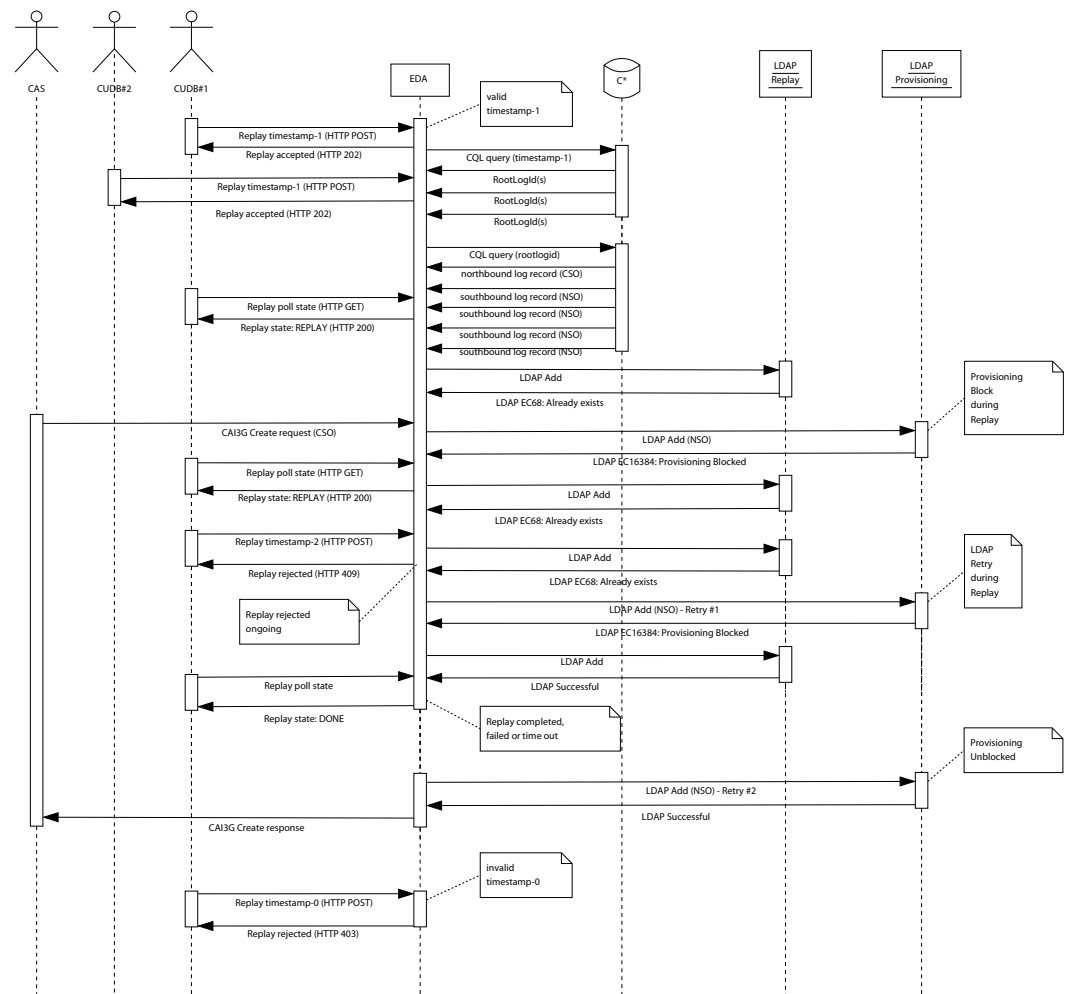 CAS
CUDB#2
CUDB#1
EDA
C*
LDAP
Replay
LDAP
Provisioning
valid
timestamp-1
Replay timestamp-1 (HTTP POST)
Replay accepted (HTTP 202)
CQL query (timestamp-1)
RootLogId(s)
Replay timestamp-1 (HTTP POST)
RootLogId(s)
Replay accepted (HTTP 202)
RootLogId(s)
CQL query (rootlogid)
northbound log record (CSO)
southbound log record (NSO)
Replay poll state (HTTP GET)
southbound log record (NSO)
Replay state: REPLAY (HTTP 200)
southbound log record (NSO)
southbound log record (NSO)
LDAP Add
LDAP EC68: Already exists
Provisioning
Block
during
Replay
CAI3G Create request (CSO)
LDAP Add (NSO)
LDAP EC16384: Provisioning Blocked
Replay poll state (HTTP GET)
Replay state: REPLAY (HTTP 200)
LDAP Add
LDAP EC68: Already exists
Replay timestamp-2 (HTTP POST)
LDAP Add
Replay rejected (HTTP 409)
LDAP EC68: Already exists
LDAP
Retry
during
Replay
Replay rejected
ongoing
LDAP Add (NSO) - Retry #1
LDAP EC16384: Provisioning Blocked
LDAP Add
Replay poll state
LDAP Successful
Replay state: DONE
Replay completed,
failed or time out
Provisioning
Unblocked
LDAP Add (NSO) - Retry #2
LDAP Successful
CAI3G Create response
invalid
timestamp-0
Replay timestamp-0 (HTTP POST)
Replay rejected (HTTP 403)